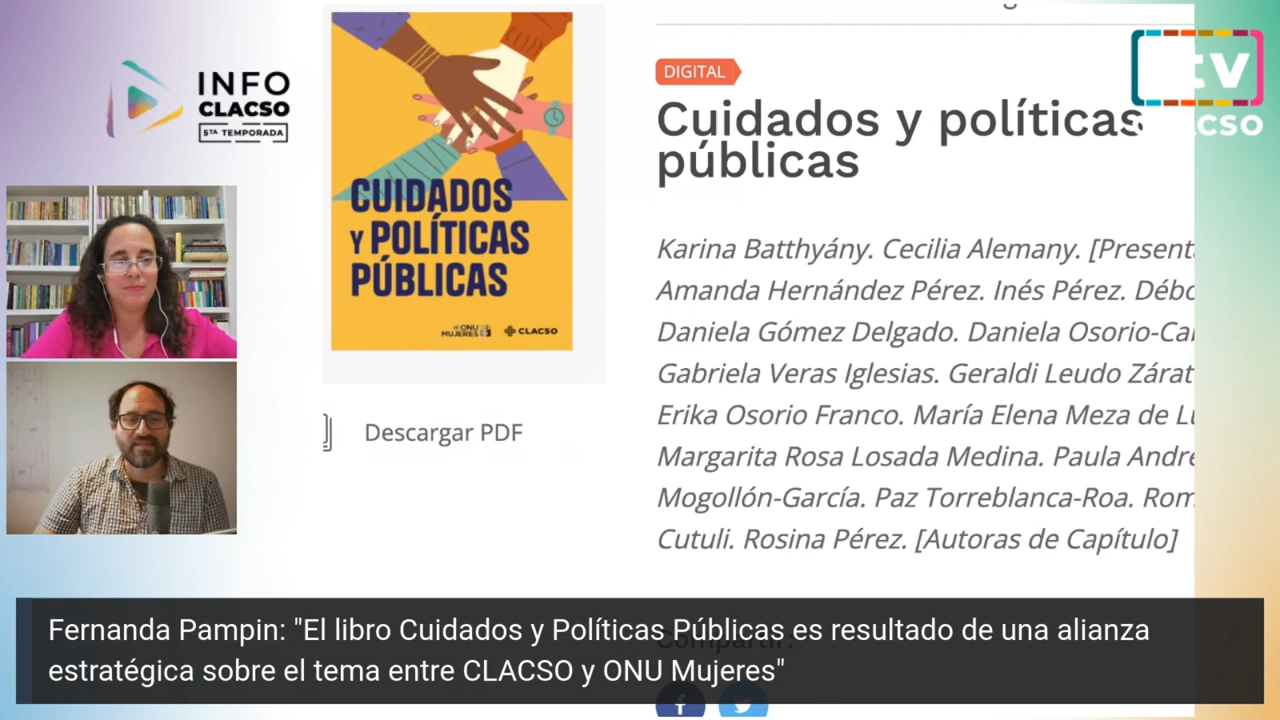 INFO
CLACSO
5TA TEMPORADA
CUIDADOS
Y POLÍTICAS
PÚBLICAS
ONU
MUJERES
CLACSO
Descargar PDF
DIGITAL
Cuidados y políticas
públicas
Karina Batthyány. Cecilia Alemany. [Present
Amanda Hernández Pérez. Inés Pérez. Débo
Daniela Gómez Delgado. Daniela Osorio-Ca
Gabriela Veras Iglesias. Geraldi Leudo Zárat
Erika Osorio Franco. María Elena Meza de L
Margarita Rosa Losada Medina. Paula Andre
Mogollón-García. Paz Torreblanca-Roa. Rom
Cutuli. Rosina Pérez. [Autoras de Capítulo]
tv
CSO
Compartir:
Fernanda Pampin: "El libro Cuidados y Políticas Públicas es resultado de una alianza
estratégica sobre el tema entre CLACSO y ONU Mujeres"